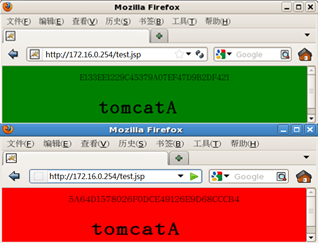 Mozilla Firefox
文件(F) 编辑(E) 查看(V) 历史(S) 书签(B) 工具(T) 帮助(H)
http://172.16.0.254/test.jsp Google
tomcatA
Mozilla Firefox
文件(F) 编辑(E) 查看(V) 历史(S) 书签(B) 工具(T) 帮助(H)
http://172.16.0.254/test.jsp Google
tomcatA